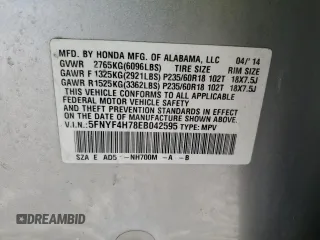 MFD. BY HONDA MFG. OF ALABAMA, LLC 04/'14
GVWR 2765KG(6096LBS) TIRE SIZE RIM SIZE
GAWR F 1325KG(2921LBS) P235/60R18 102T 18X7.5J
GAWR R1525KG(3362LBS) P235/60R18 102T 18X7.5J
THIS VEHICLE CONFORMS TO ALL APPLICABLE
FEDERAL MOTOR VEHICLE SAFETY AND THEFT
PREVENTION STANDARDS IN EFFECT ON THE DATE
OF MANUFACTURE SHOWN ABOVE.
V.I.N.: 5FNYF4H78EB042595 TYPE: MPV
SZA E AD5 -NH700M -A -B
STATBIDFAX